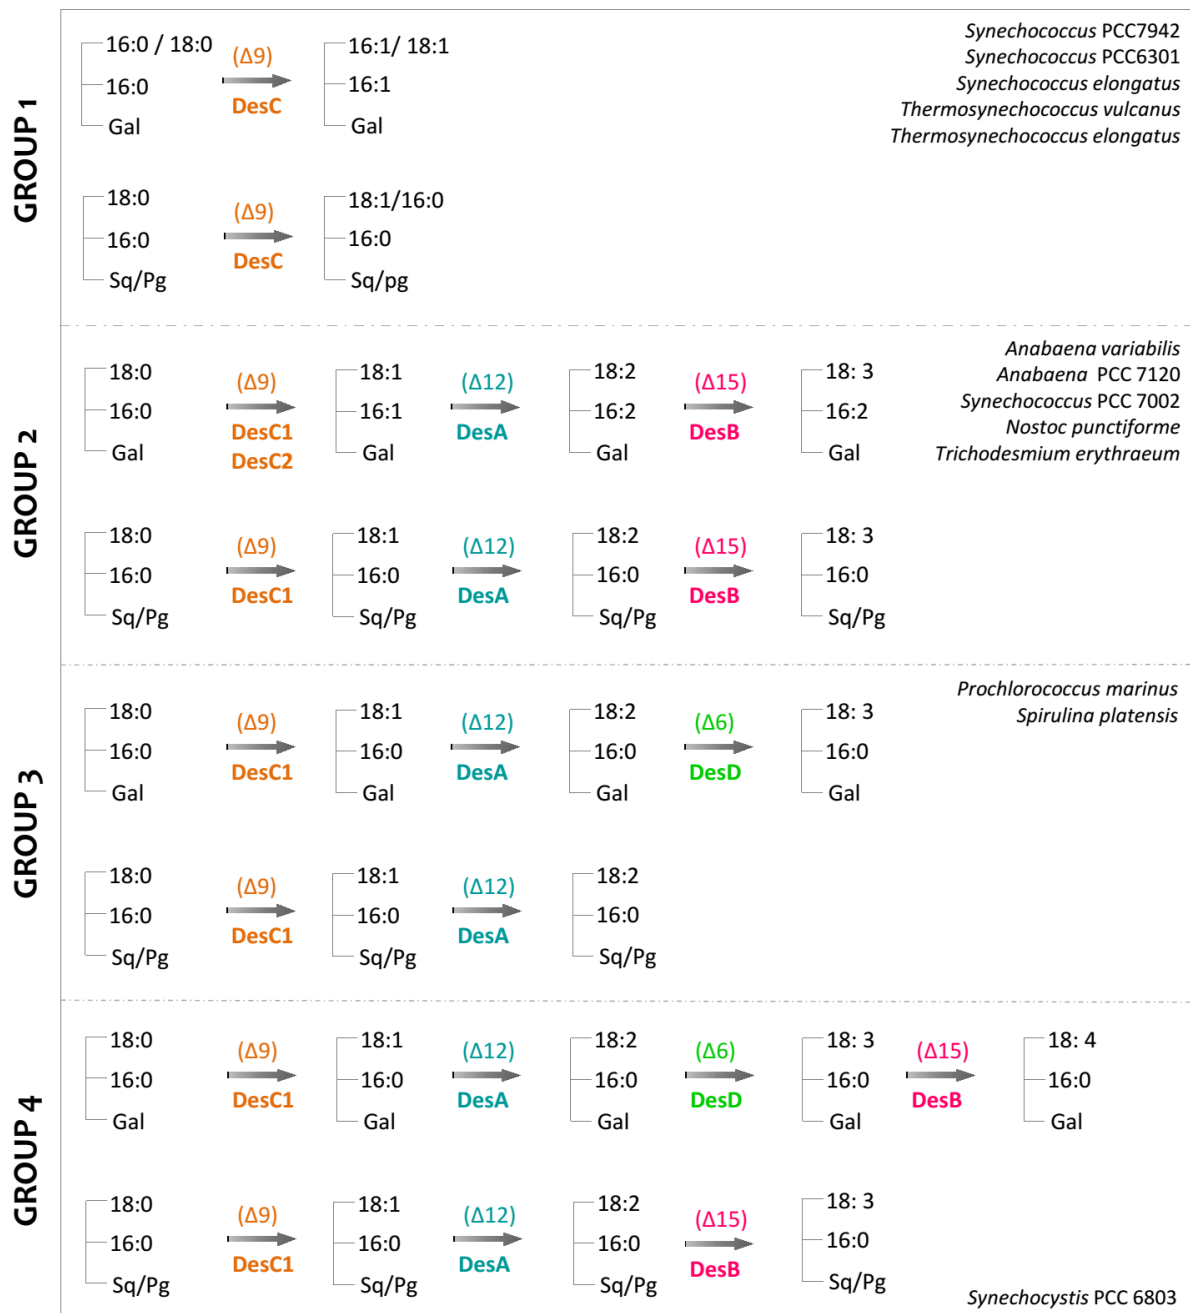 GROUP 1
16:0 / 18:0 (Δ9) 16:1/ 18:1
16:0 DesC 16:1
Gal Gal
Synechococcus PCC7942
Synechococcus PCC6301
Synechococcus elongatus
Thermosynechococcus vulcanus
Thermosynechococcus elongatus
18:0 (Δ9) 18:1/16:0
16:0 DesC 16:0
Sq/Pg Sq/pg
GROUP 2
18:0 (Δ9) 18:1 (Δ12) 18:2 (Δ15) 18: 3
16:0 DesC1 16:1 DesA 16:2 DesB 16:2
Gal DesC2 Gal Gal Gal
Anabaena variabilis
Anabaena PCC 7120
Synechococcus PCC 7002
Nostoc punctiforme
Trichodesmium erythraeum
18:0 (Δ9) 18:1 (Δ12) 18:2 (Δ15) 18: 3
16:0 DesC1 16:0 DesA 16:0 DesB 16:0
Sq/Pg Sq/Pg Sq/Pg Sq/Pg
GROUP 3
18:0 (Δ9) 18:1 (Δ12) 18:2 (Δ6) 18: 3
16:0 DesC1 16:0 DesA 16:0 DesD 16:0
Gal Gal Gal Gal
Prochlorococcus marinus
Spirulina platensis
18:0 (Δ9) 18:1 (Δ12) 18:2
16:0 DesC1 16:0 DesA 16:0
Sq/Pg Sq/Pg Sq/Pg
GROUP 4
18:0 (Δ9) 18:1 (Δ12) 18:2 (Δ6) 18: 3 (Δ15) 18: 4
16:0 DesC1 16:0 DesA 16:0 DesD 16:0 DesB 16:0
Gal Gal Gal Gal Gal
18:0 (Δ9) 18:1 (Δ12) 18:2 (Δ15) 18: 3
16:0 DesC1 16:0 DesA 16:0 DesB 16:0
Sq/Pg Sq/Pg Sq/Pg Sq/Pg
Synechocystis PCC 6803